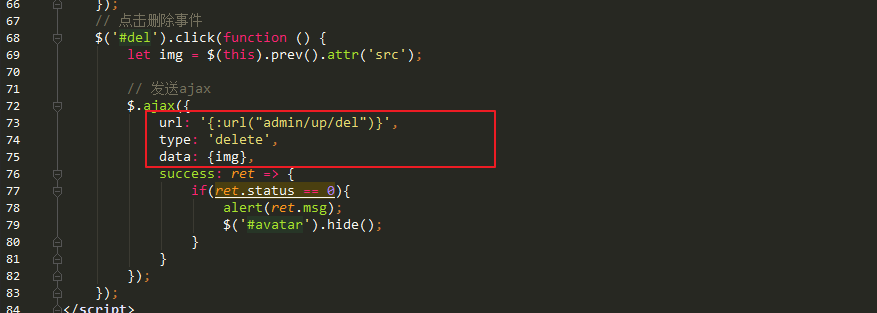 66 });
67 // 点击删除事件
68 $('#del').click(function () {
69 let img = $(this).prev().attr('src');
70
71 // 发送ajax
72 $.ajax({
73 url: '{:url("admin/up/del")}',
74 type: 'delete',
75 data: {img},
76 success: ret => {
77 if(ret.status == 0){
78 alert(ret.msg);
79 $('#avatar').hide();
80 }
81 }
82 });
83 });
84 </script>